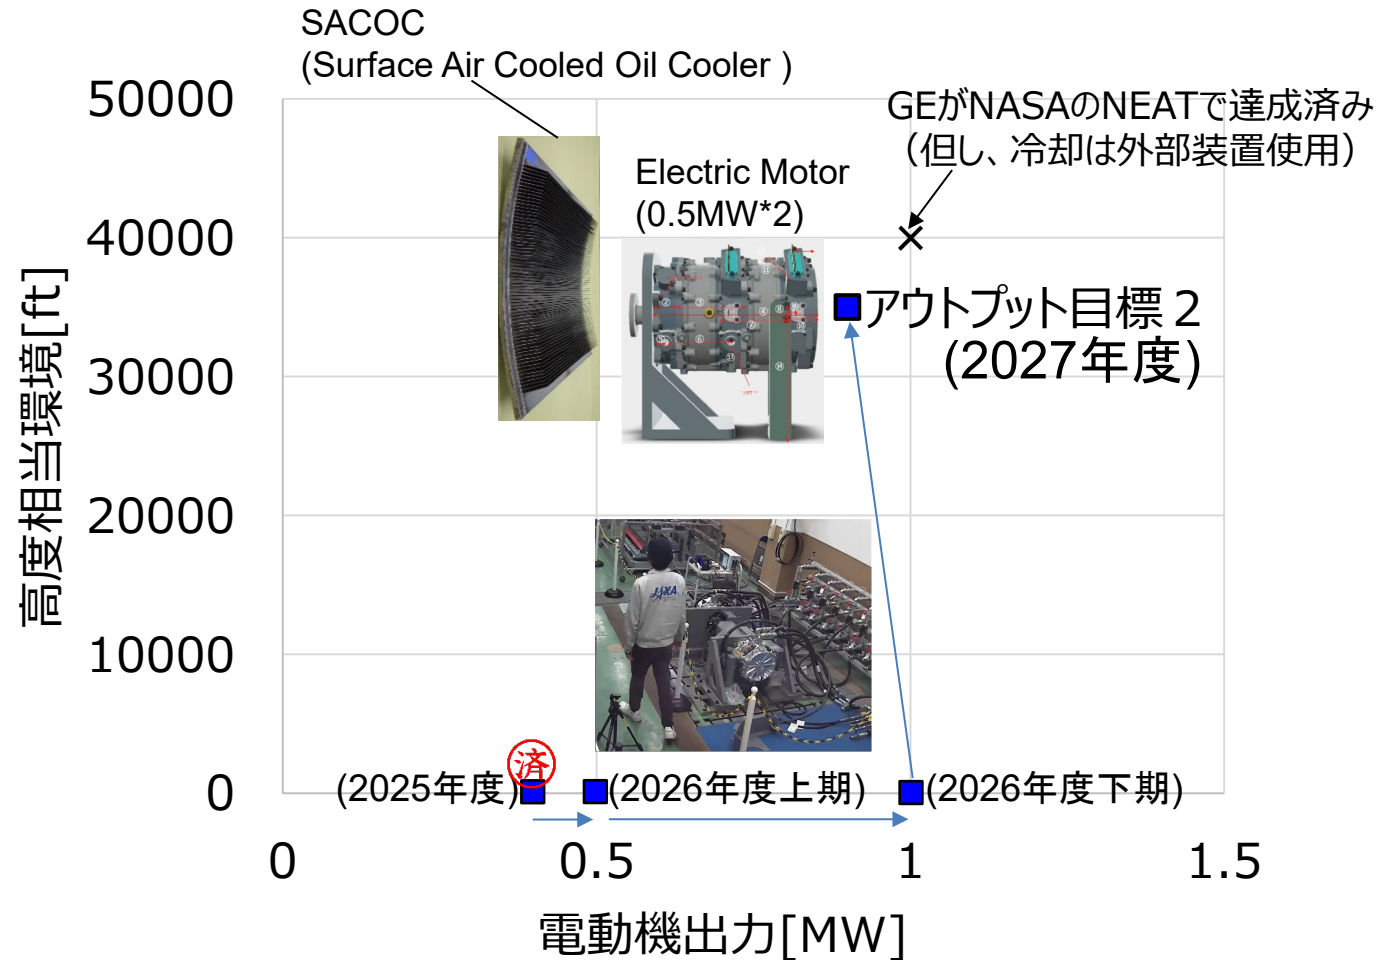 SACOC
(Surface Air Cooled Oil Cooler )
GEがNASAのNEATで達成済み
（但し、冷却は外部装置使用）
Electric Motor
(0.5MW*2)
アウトプット目標２
(2027年度)
JAXA
済
(2025年度)
(2026年度上期)
(2026年度下期)
高度相当環境[ft]
50000
40000
30000
20000
10000
0
0
0.5
1
1.5
電動機出力[MW]